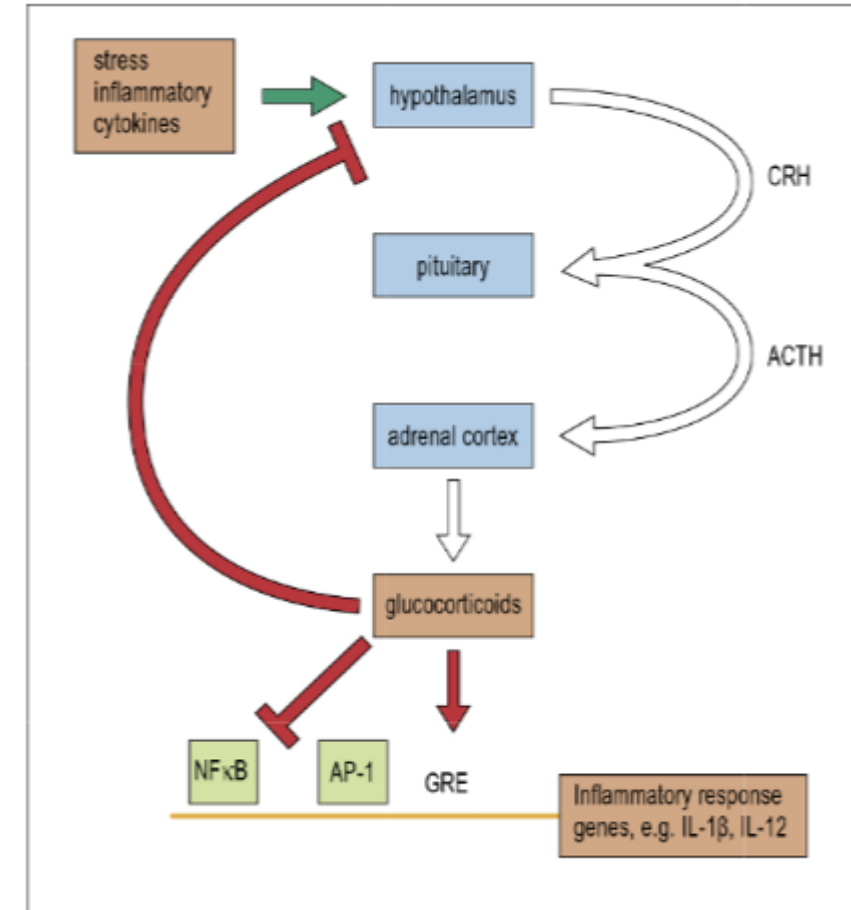 stress
inflammatory
cytokines
hypothalamus
CRH
pituitary
ACTH
adrenal cortex
glucocorticoids
NFκB
AP-1
GRE
Inflammatory response
genes, e.g. IL-1β, IL-12